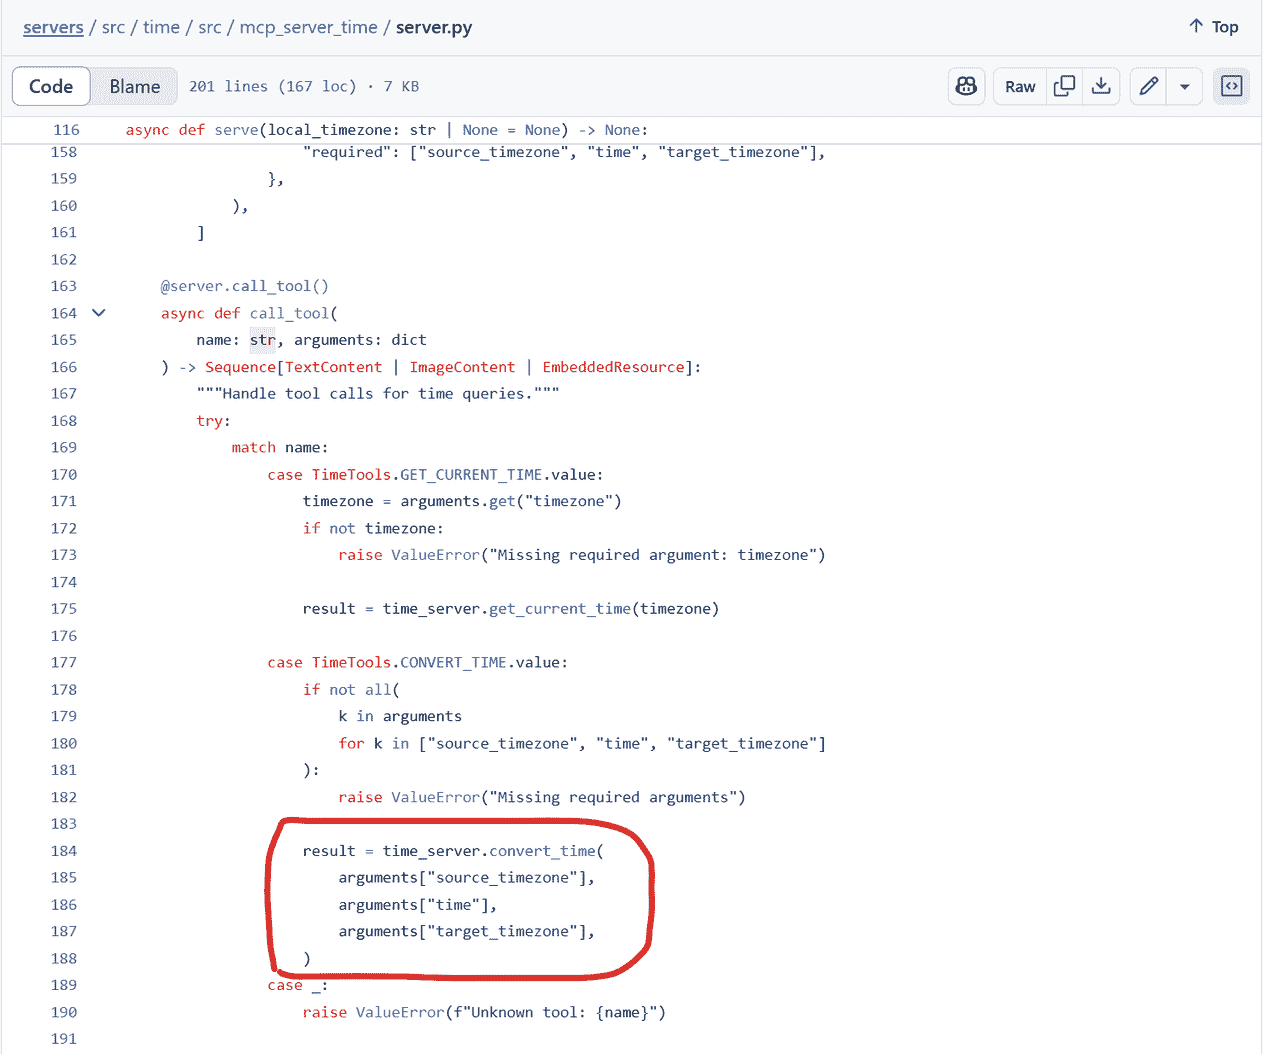 servers / src / time / src / mcp_server_time / server.py
Top
Code Blame 201 lines (167 loc) · 7 KB Raw
116 async def serve(local_timezone: str | None = None) -> None:
158 "required": ["source_timezone", "time", "target_timezone"],
159 },
160 ),
161 ]
162
163 @server.call_tool()
164 async def call_tool(
165 name: str, arguments: dict
166 ) -> Sequence[TextContent | ImageContent | EmbeddedResource]:
167 """Handle tool calls for time queries."""
168 try:
169 match name:
170 case TimeTools.GET_CURRENT_TIME.value:
171 timezone = arguments.get("timezone")
172 if not timezone:
173 raise ValueError("Missing required argument: timezone")
174
175 result = time_server.get_current_time(timezone)
176
177 case TimeTools.CONVERT_TIME.value:
178 if not all(
179 k in arguments
180 for k in ["source_timezone", "time", "target_timezone"]
181 ):
182 raise ValueError("Missing required arguments")
183
184 result = time_server.convert_time(
185 arguments["source_timezone"],
186 arguments["time"],
187 arguments["target_timezone"],
188 )
189 case _:
190 raise ValueError(f"Unknown tool: {name}")
191